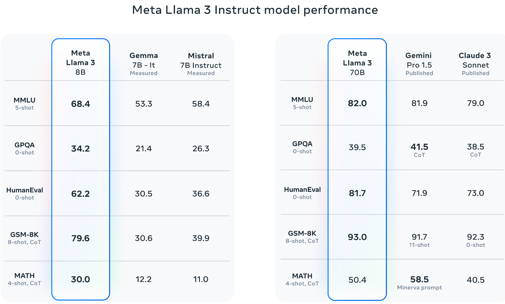 Meta Llama 3 Instruct model performance
Meta
Llama 3
8B
Gemma
7B - It
Measured
Mistral
7B Instruct
Measured
MMLU
5-shot
68.4
53.3
58.4
GPQA
0-shot
34.2
21.4
26.3
HumanEval
0-shot
62.2
30.5
36.6
GSM-8K
8-shot, CoT
79.6
30.6
39.9
MATH
4-shot, CoT
30.0
12.2
11.0
Meta
Llama 3
70B
Gemini
Pro 1.5
Published
Claude 3
Sonnet
Published
MMLU
5-shot
82.0
81.9
79.0
GPQA
0-shot
39.5
41.5
CoT
38.5
CoT
HumanEval
0-shot
81.7
71.9
73.0
GSM-8K
8-shot, CoT
93.0
91.7
11-shot
92.3
0-shot
MATH
4-shot, CoT
50.4
58.5
Minerva prompt
40.5